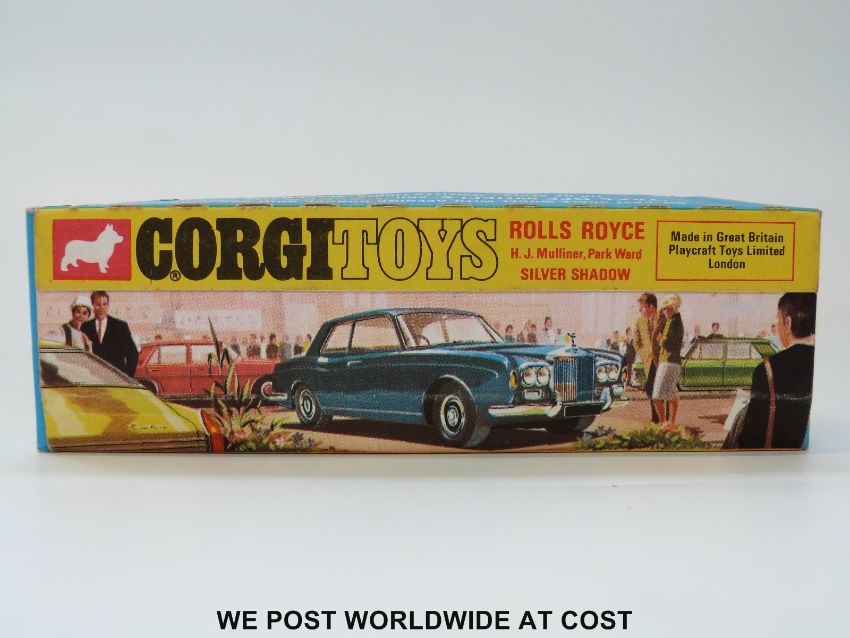 CORGI TOYS
®
ROLLS ROYCE
H. J. Mulliner, Park Ward
SILVER SHADOW
Made in Great Britain
Playcraft Toys Limited
London
WE POST WORLDWIDE AT COST